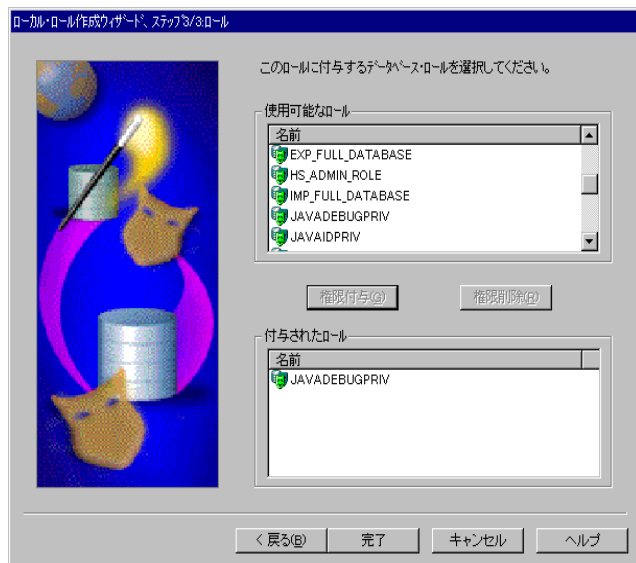 ローカル・ロール作成ウィザード、ステップ3/3:ロール
このロールに付与するデータベース・ロールを選択してください。
使用可能なロール
名前
EXP_FULL_DATABASE
HS_ADMIN_ROLE
IMP_FULL_DATABASE
JAVADEBUGPRIV
JAVAIDPRIV
権限付与(G)
権限削除(R)
付与されたロール
名前
JAVADEBUGPRIV
< 戻る(B)
完了
キャンセル
ヘルプ